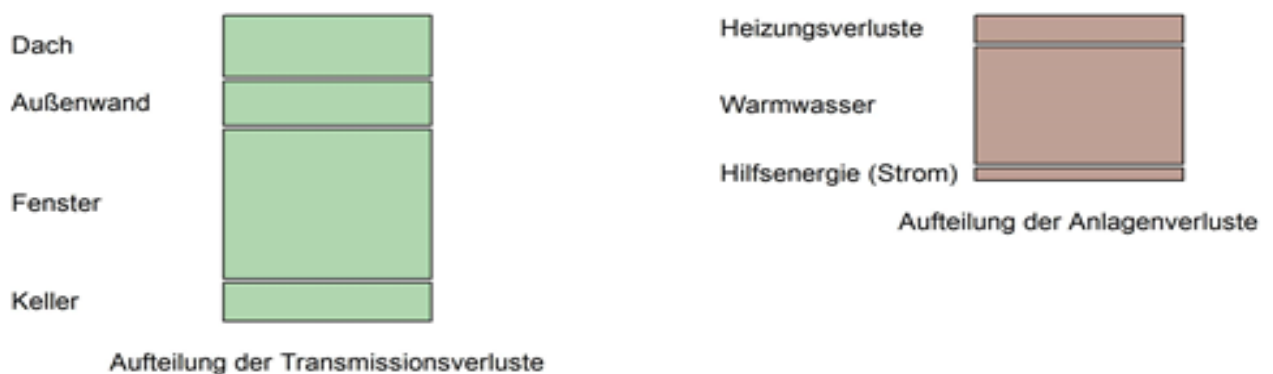 Dach
Außenwand
Fenster
Keller
Aufteilung der Transmissionsverluste
Heizungsverluste
Warmwasser
Hilfsenergie (Strom)
Aufteilung der Anlagenverluste